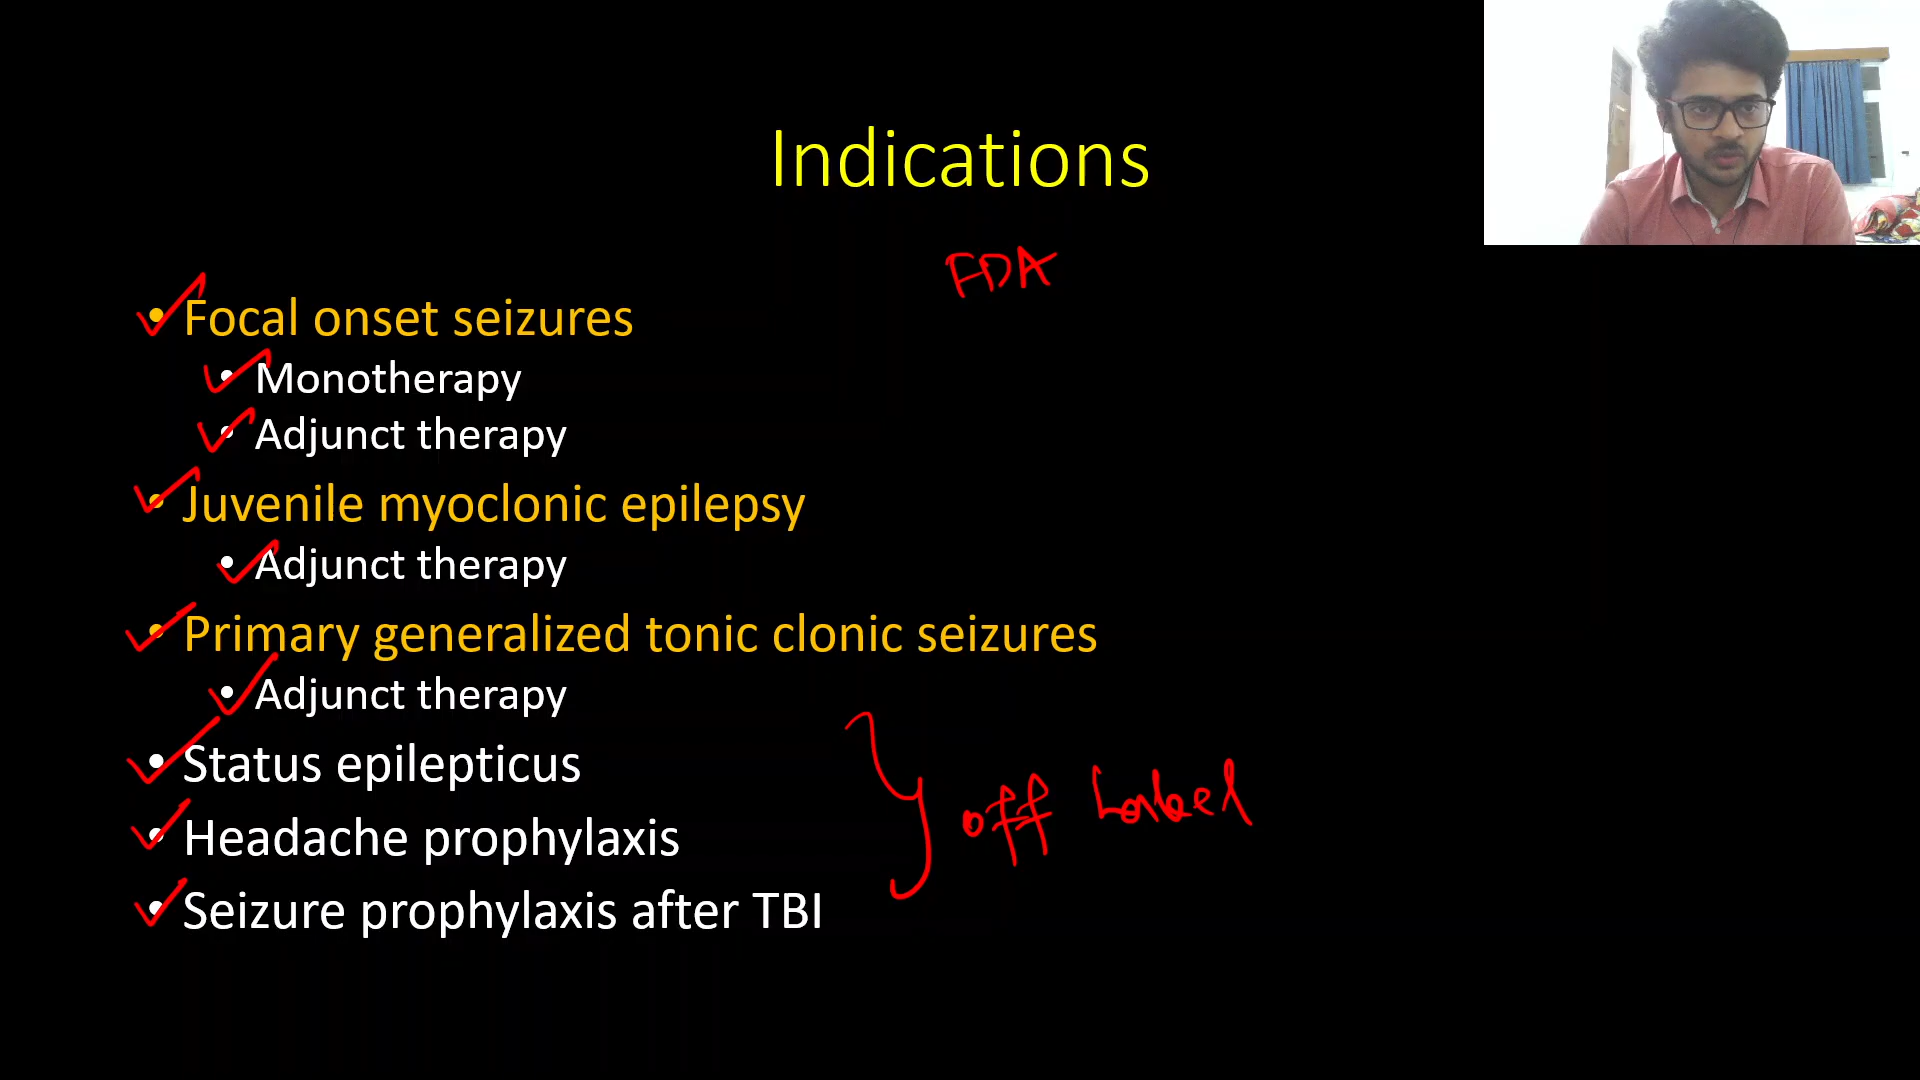 Indications
FDA
• Focal onset seizures
• Monotherapy
• Adjunct therapy
• Juvenile myoclonic epilepsy
• Adjunct therapy
• Primary generalized tonic clonic seizures
• Adjunct therapy
• Status epilepticus
• Headache prophylaxis
• Seizure prophylaxis after TBI
off Label